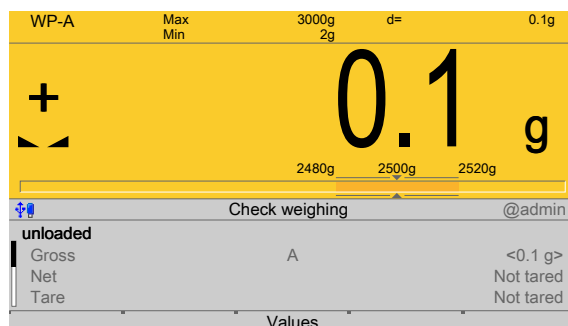 WP-A Max 3000g d= 0.1g
Min 2g
+ 0.1 g
2480g 2500g 2520g
Check weighing @admin
unloaded
Gross A <0.1 g>
Net Not tared
Tare Not tared
Values